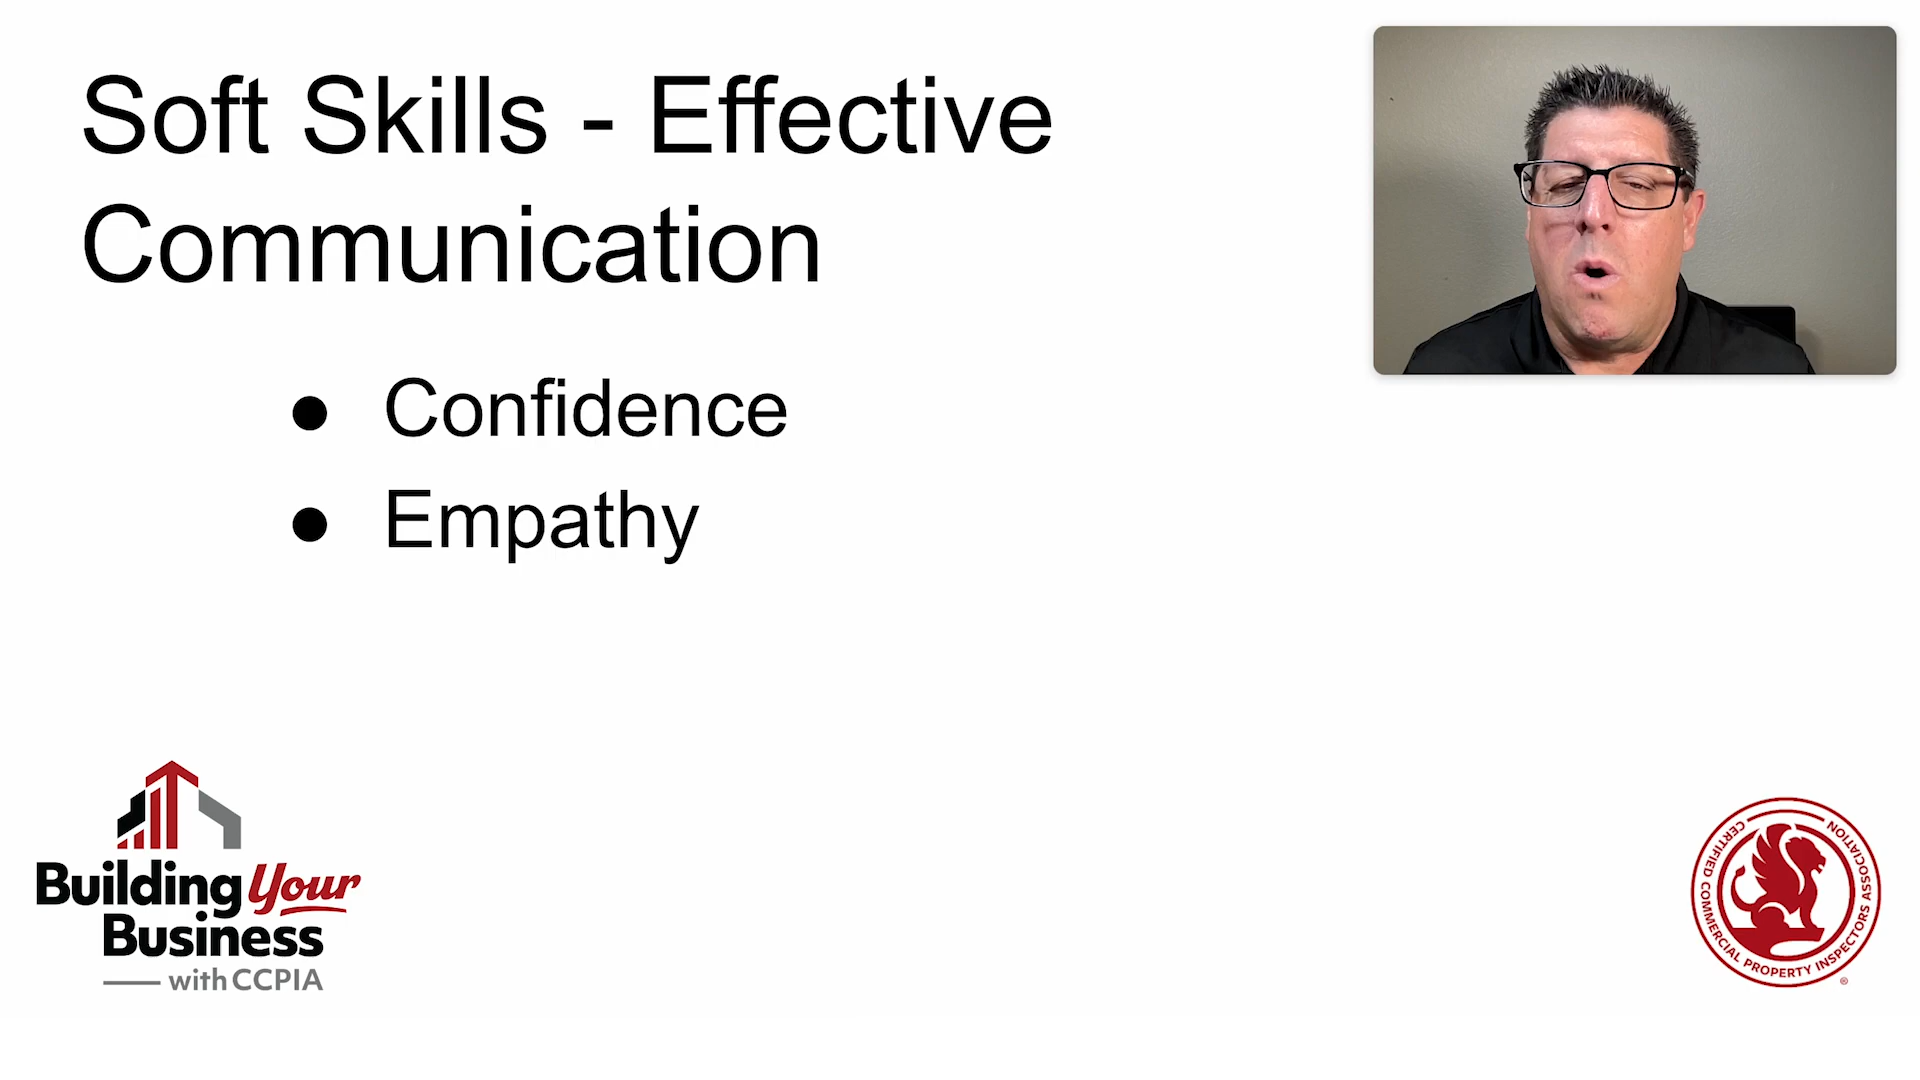 Soft Skills - Effective
Communication
● Confidence
● Empathy
Building Your
Business
with CCPIA
CERTIFIED COMMERCIAL PROPERTY INSPECTORS ASSOCIATION
®